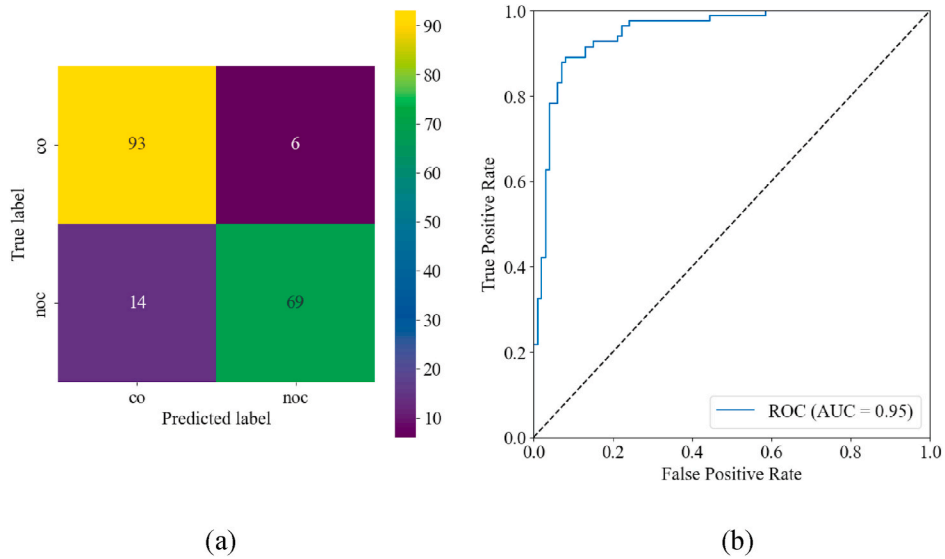 co
noc
True label
93
6
14
69
co
noc
Predicted label
90
80
70
60
50
40
30
20
10
(a)
1.0
0.8
0.6
0.4
0.2
0.0
True Positive Rate
0.0
0.2
0.4
0.6
0.8
1.0
False Positive Rate
ROC (AUC = 0.95)
(b)